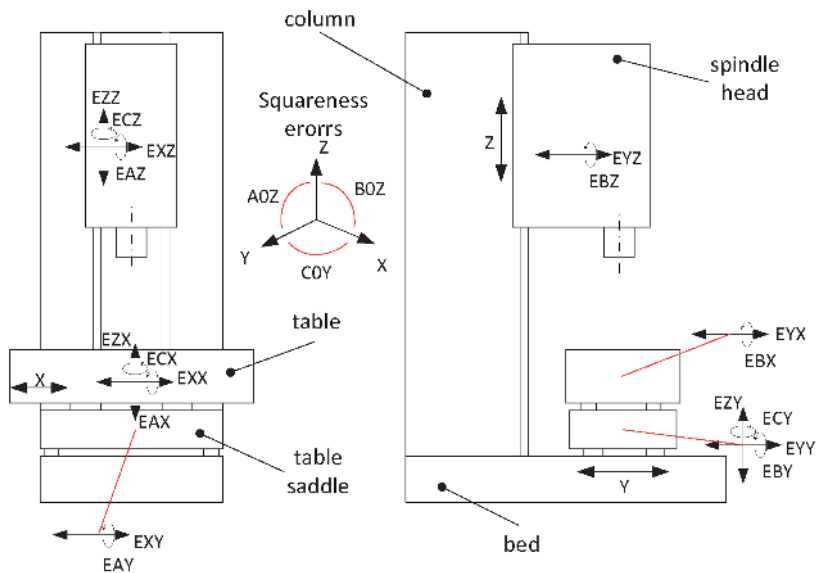 column
spindle
head
EZZ
ECZ
EXZ
EAZ
Squareness
erorrs
Z
A0Z
B0Z
Y
X
C0Y
Z
EYZ
EBZ
table
EZX
ECX
EXX
X
EAX
EYX
EBX
EZY
ECY
EYY
EBY
table
saddle
Y
EXY
EAY
bed